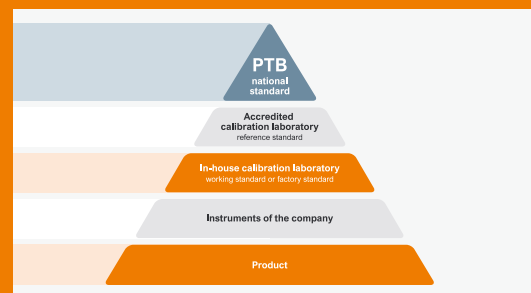 PTB
national
standard
Accredited
calibration laboratory
reference standard
In-house calibration laboratory
working standard or factory standard
Instruments of the company
Product